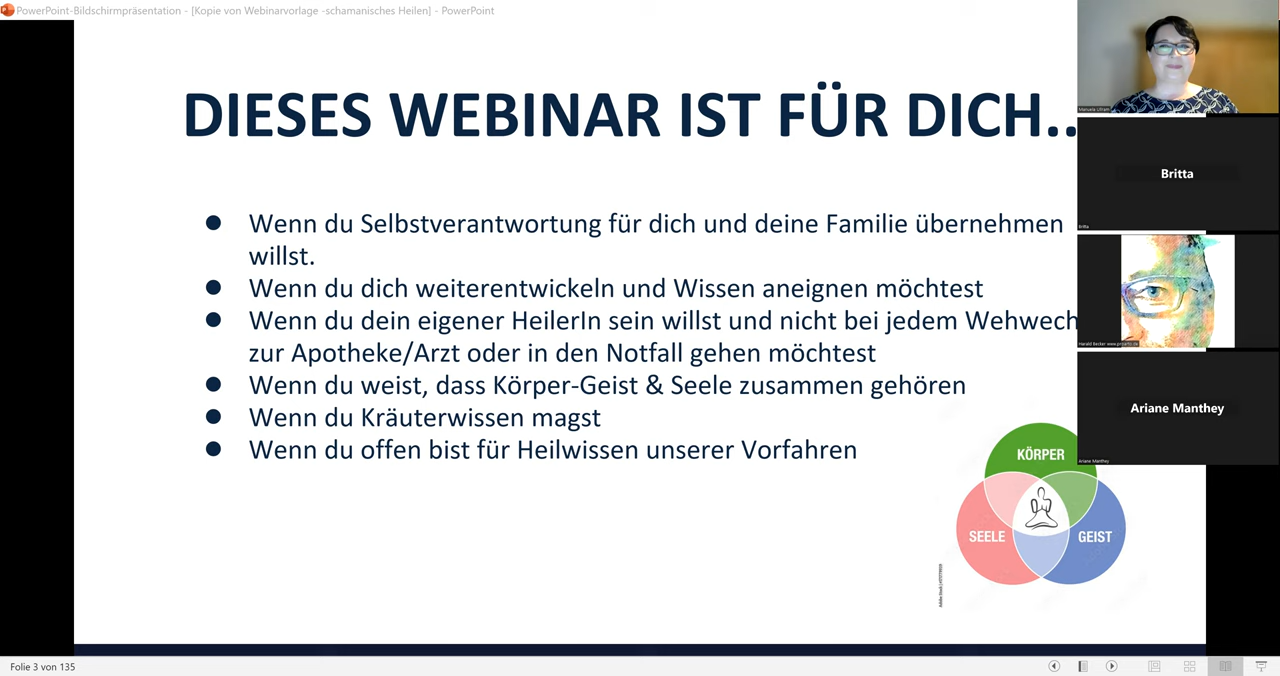 PowerPoint-Bildschirmpräsentation - [Kopie von Webinarvorlage -schamanisches Heilen] - PowerPoint
DIESES WEBINAR IST FÜR DICH..
Wenn du Selbstverantwortung für dich und deine Familie übernehmen
willst.
Wenn du dich weiterentwickeln und Wissen aneignen möchtest
Wenn du dein eigener HeilerIn sein willst und nicht bei jedem Wehwech
zur Apotheke/Arzt oder in den Notfall gehen möchtest
Wenn du weist, dass Körper-Geist & Seele zusammen gehören
Wenn du Kräuterwissen magst
Wenn du offen bist für Heilwissen unserer Vorfahren
KÖRPER
SEELE
GEIST
Britta
Britta
Ariane Manthey
Ariane Manthey
Folie 3 von 135